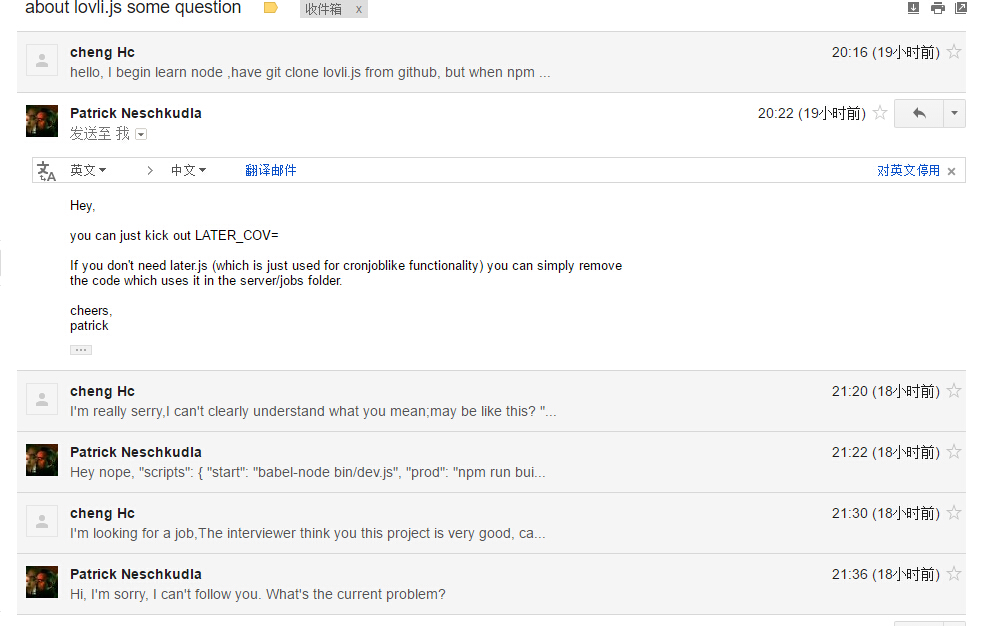 about lovli.js some question
收件箱 x
cheng Hc
20:16 (19小时前)
hello, I begin learn node ,have git clone lovli.js from github, but when npm ...
Patrick Neschkudla
20:22 (19小时前)
发送至 我
英文
中文
翻译邮件
对英文停用 ×
Hey,
you can just kick out LATER_COV=
If you don't need later.js (which is just used for cronjoblike functionality) you can simply remove
the code which uses it in the server/jobs folder.
cheers,
patrick
...
cheng Hc
21:20 (18小时前)
I'm really serry,I can't clearly understand what you mean;may be like this? "...
Patrick Neschkudla
21:22 (18小时前)
Hey nope, "scripts": { "start": "babel-node bin/dev.js", "prod": "npm run bui...
cheng Hc
21:30 (18小时前)
I'm looking for a job,The interviewer think you this project is very good, ca...
Patrick Neschkudla
21:36 (18小时前)
Hi, I'm sorry, I can't follow you. What's the current problem?